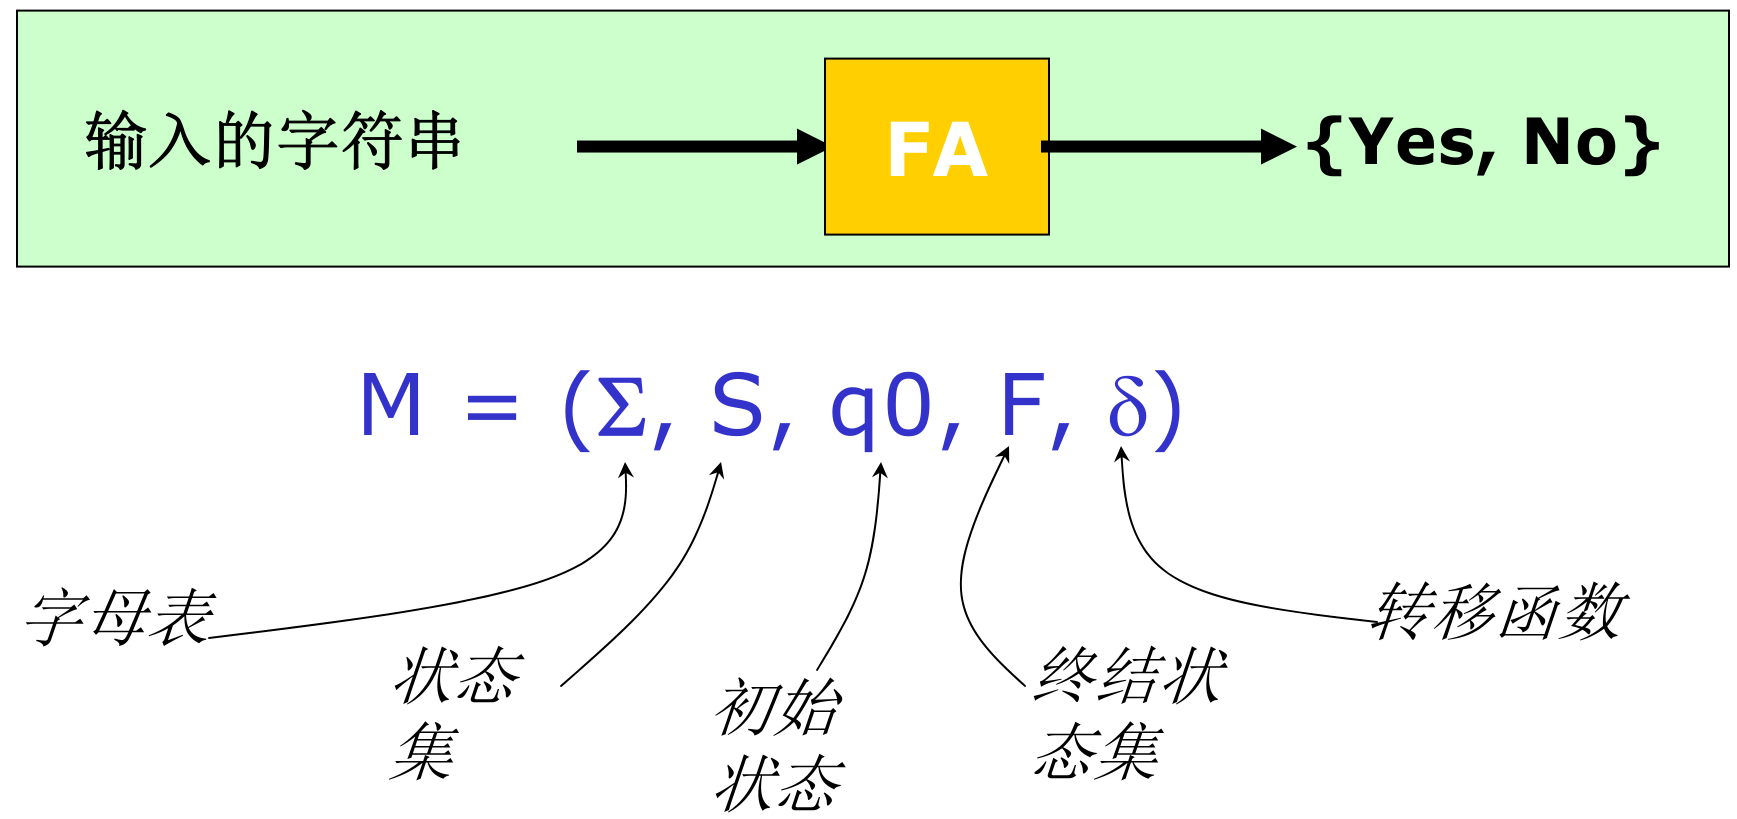 输入的字符串
FA
{Yes, No}
M = (Σ, S, q0, F, δ)
字母表
状态
集
初始
状态
终结状
态集
转移函数